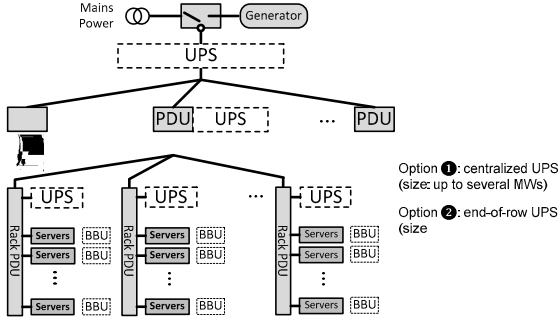 Mains
Power
Generator
UPS
PDU UPS ... PDU
Option ❶: centralized UPS
(size: up to several MWs)
Option ❷: end-of-row UPS
(size
UPS UPS ... UPS
Rack PDU
Servers BBU
Servers BBU
Servers BBU
Rack PDU
Servers BBU
Servers BBU
Servers BBU
Rack PDU
Servers BBU
Servers BBU
Servers BBU